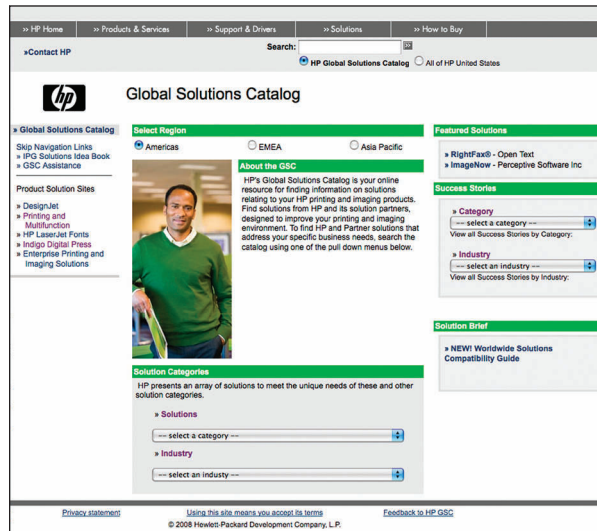 » HP Home
» Products & Services
» Support & Drivers
» Solutions
» How to Buy
»Contact HP
Search:
»
HP Global Solutions Catalog
All of HP United States
hp
Global Solutions Catalog
» Global Solutions Catalog
Skip Navigation Links
» IPG Solutions Idea Book
» GSC Assistance
Product Solution Sites
» DesignJet
» Printing and
Multifunction
» HP LaserJet Fonts
» Indigo Digital Press
» Enterprise Printing and
Imaging Solutions
Select Region
Americas
EMEA
Asia Pacific
About the GSC
HP's Global Solutions Catalog is your online
resource for finding information on solutions
relating to your HP printing and imaging products.
Find solutions from HP and its solution partners,
designed to improve your printing and imaging
environment. To find HP and Partner solutions that
address your specific business needs, search the
catalog using one of the pull down menus below.
Solution Categories
HP presents an array of solutions to meet the unique needs of these and other
solution categories.
» Solutions
-- select a category --
» Industry
-- select an industy --
Featured Solutions
» RightFax® - Open Text
» ImageNow - Perceptive Software Inc
Success Stories
» Category
-- select a category --
View all Success Stories by Category:
» Industry
-- select an industry --
View all Success Stories by Industry:
Solution Brief
» NEW! Worldwide Solutions
Compatibility Guide
Privacy statement
Using this site means you accept its terms
Feedback to HP GSC
© 2008 Hewlett-Packard Development Company, L.P.